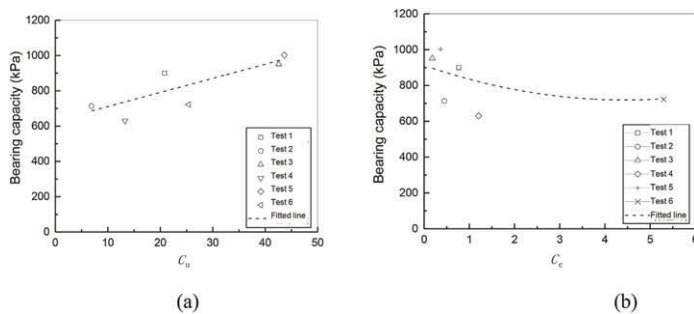 1200
1000
800
600
400
200
0
0 10 20 30 40 50
Bearing capacity (kPa)
Cu
Test 1
Test 2
Test 3
Test 4
Test 5
Test 6
Fitted line
(a)
1200
1000
800
600
400
200
0
0 1 2 3 4 5 6
Bearing capacity (kPa)
Cc
Test 1
Test 2
Test 3
Test 4
Test 5
Test 6
Fitted line
(b)